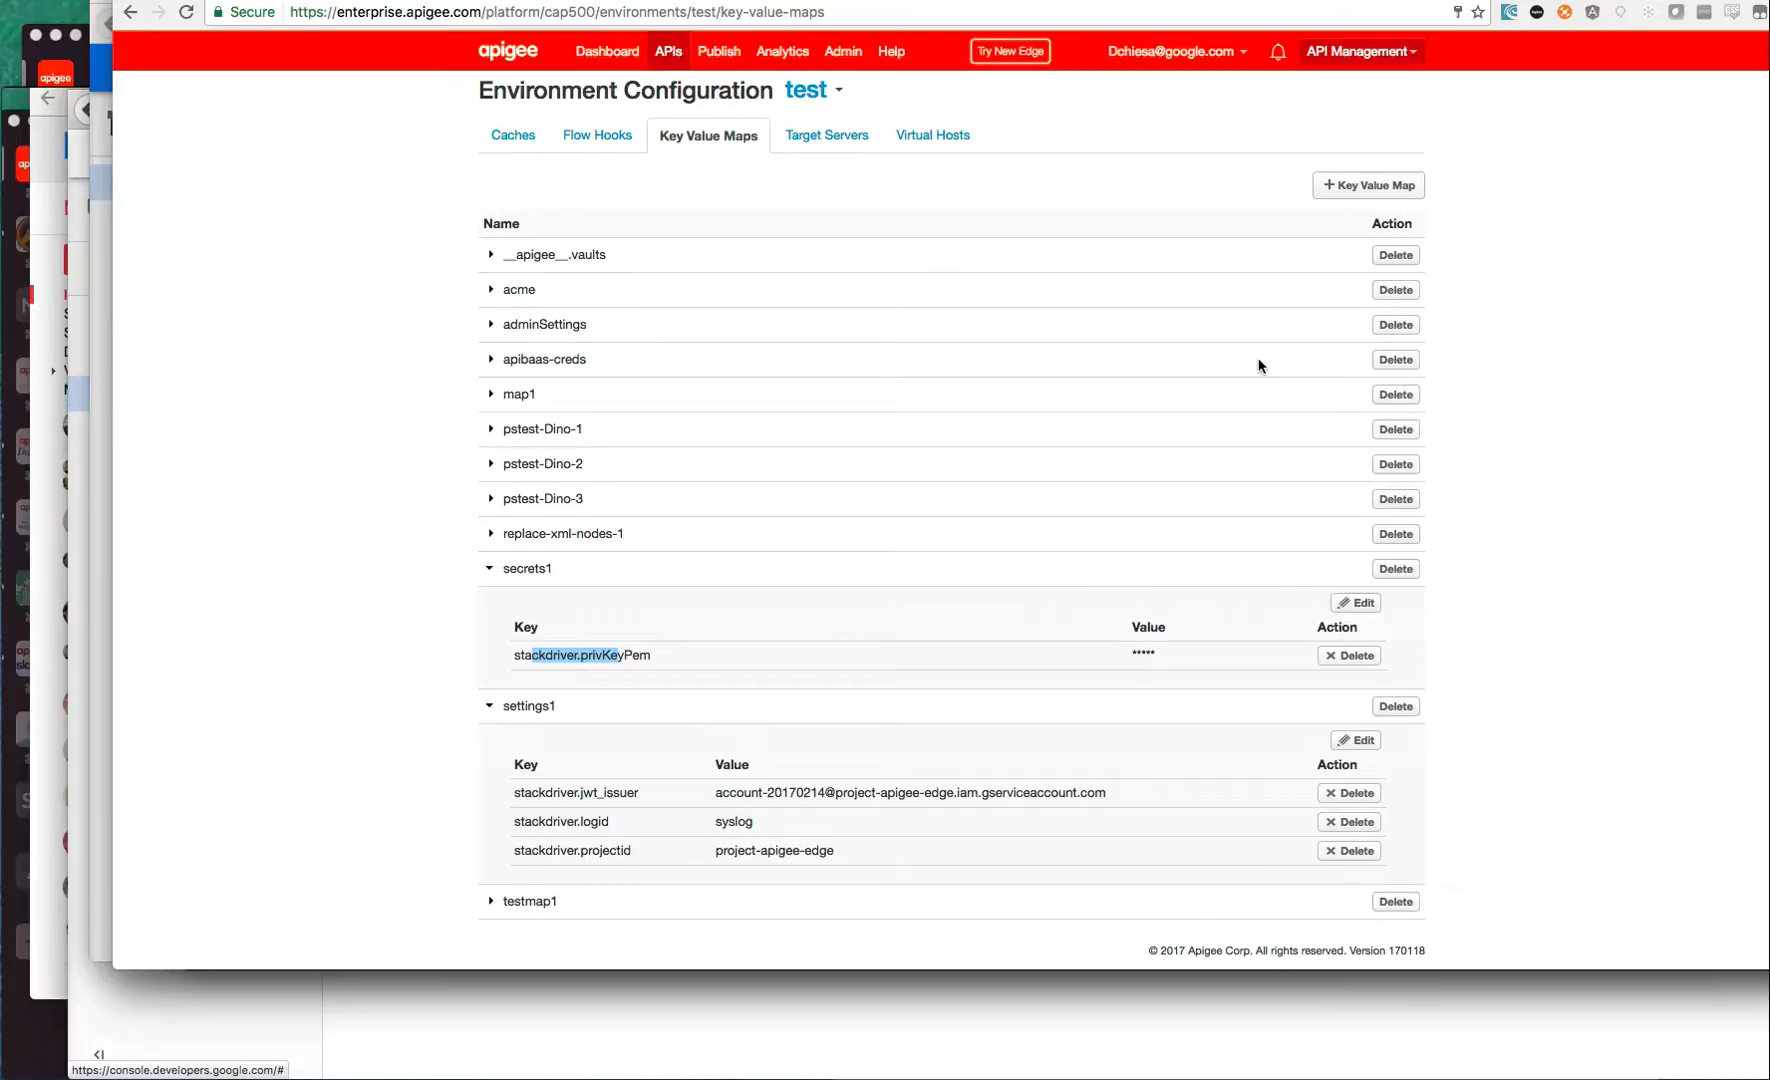 Secure https://enterprise.apigee.com/platform/cap500/environments/test/key-value-maps
apigee Dashboard APIs Publish Analytics Admin Help Try New Edge Dchiesa@google.com API Management
apigee
Environment Configuration test
Caches Flow Hooks Key Value Maps Target Servers Virtual Hosts
+ Key Value Map
Name Action
__apigee__.vaults Delete
acme Delete
adminSettings Delete
apibaas-creds Delete
map1 Delete
pstest-Dino-1 Delete
pstest-Dino-2 Delete
pstest-Dino-3 Delete
replace-xml-nodes-1 Delete
secrets1 Delete
Edit
Key Value Action
stackdriver.privKeyPem ***** Delete
settings1 Delete
Edit
Key Value Action
stackdriver.jwt_issuer account-20170214@project-apigee-edge.iam.gserviceaccount.com Delete
stackdriver.logid syslog Delete
stackdriver.projectid project-apigee-edge Delete
testmap1 Delete
© 2017 Apigee Corp. All rights reserved. Version 170118
https://console.developers.google.com/#